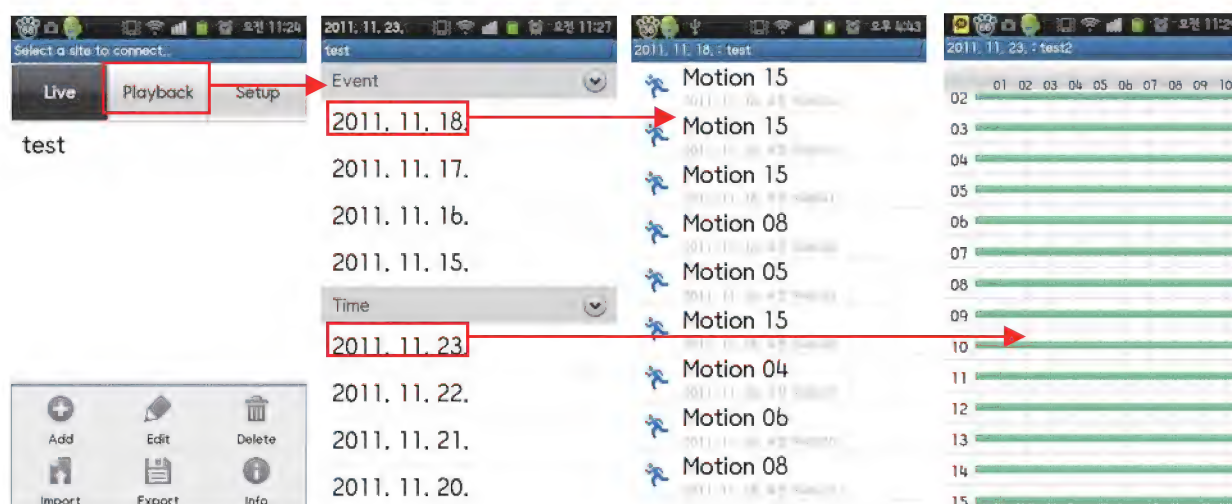 오전 11:24
Select a site to connect...
Live Playback Setup
test
Add Edit Delete
Import Export Info
2011. 11. 23. 오전 11:27
test
Event
2011. 11. 18.
2011. 11. 17.
2011. 11. 16.
2011. 11. 15.
Time
2011. 11. 23.
2011. 11. 22.
2011. 11. 21.
2011. 11. 20.
오후 4:43
2011. 11. 18. : test
Motion 15
Motion 15
Motion 15
Motion 08
Motion 05
Motion 15
Motion 04
Motion 06
Motion 08
오전 11:2
2011. 11. 23. : test2
01 02 03 04 05 06 07 08 09 10
02
03
04
05
06
07
08
09
10
11
12
13
14
15